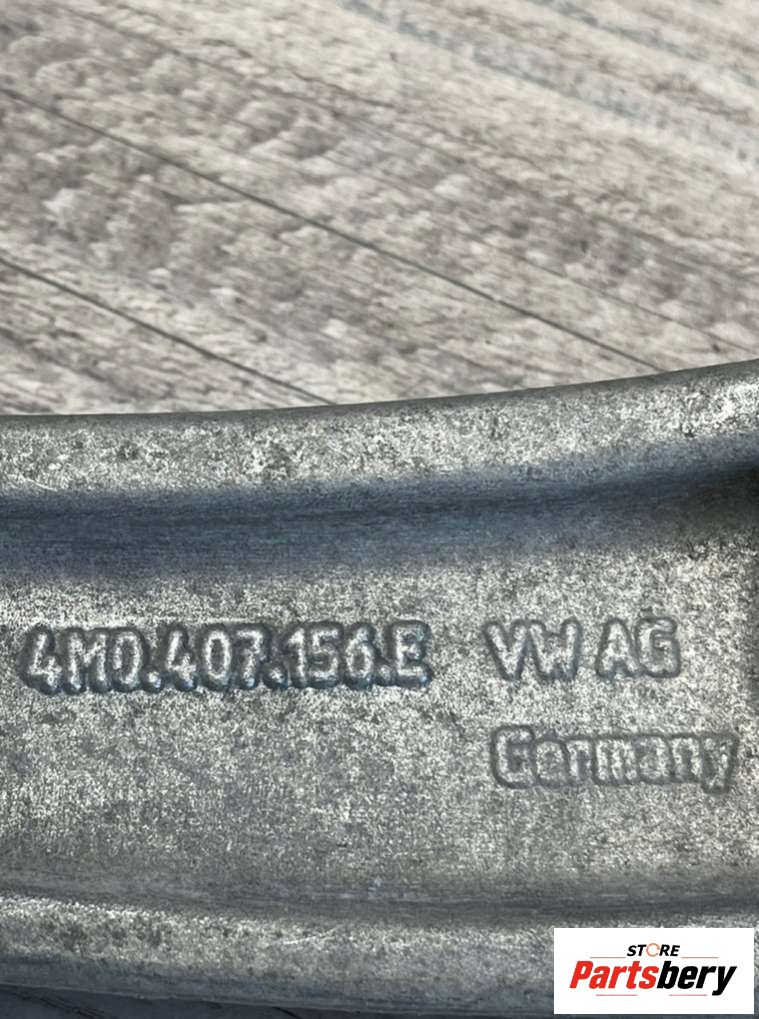 4M0.407.156.E VW AG
Germany
STORE
Partsbery